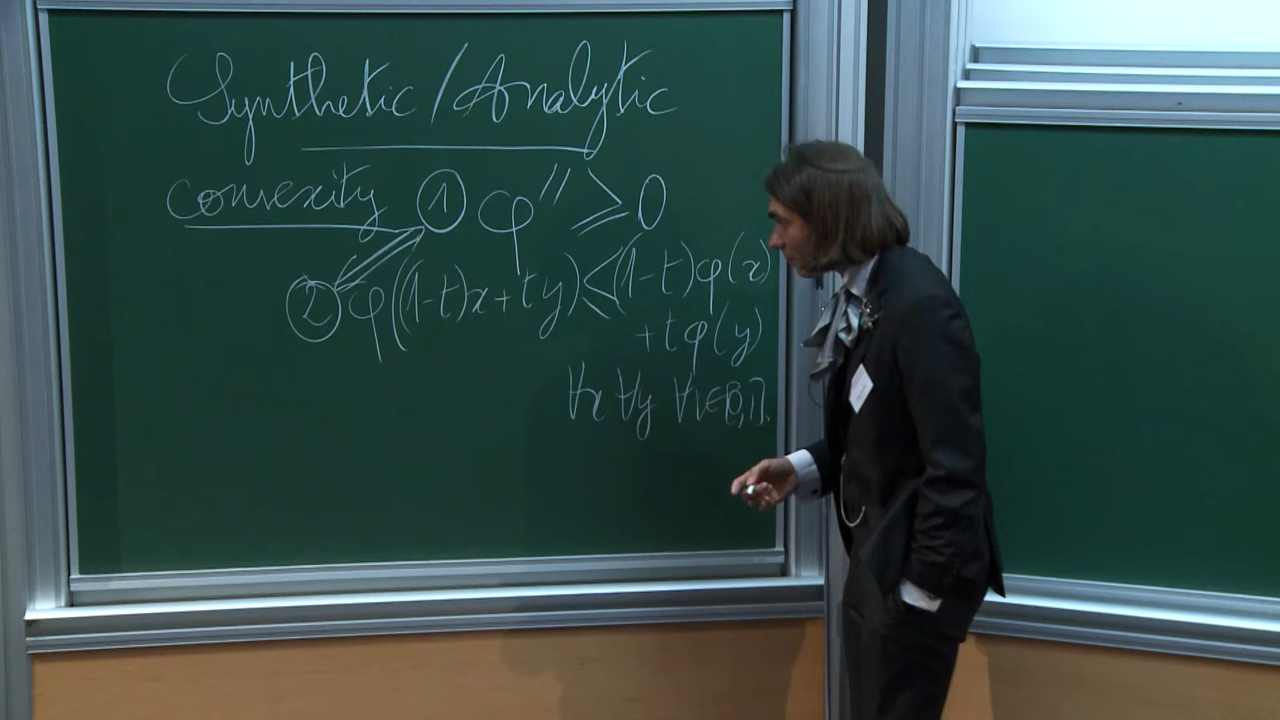 Synthetic / Analytic
convexity ① φ'' ≥ 0
② φ((1-t)x+ty) ≤ (1-t)φ(x)
+tφ(y)
∀x ∀y ∀t∈[0,1].